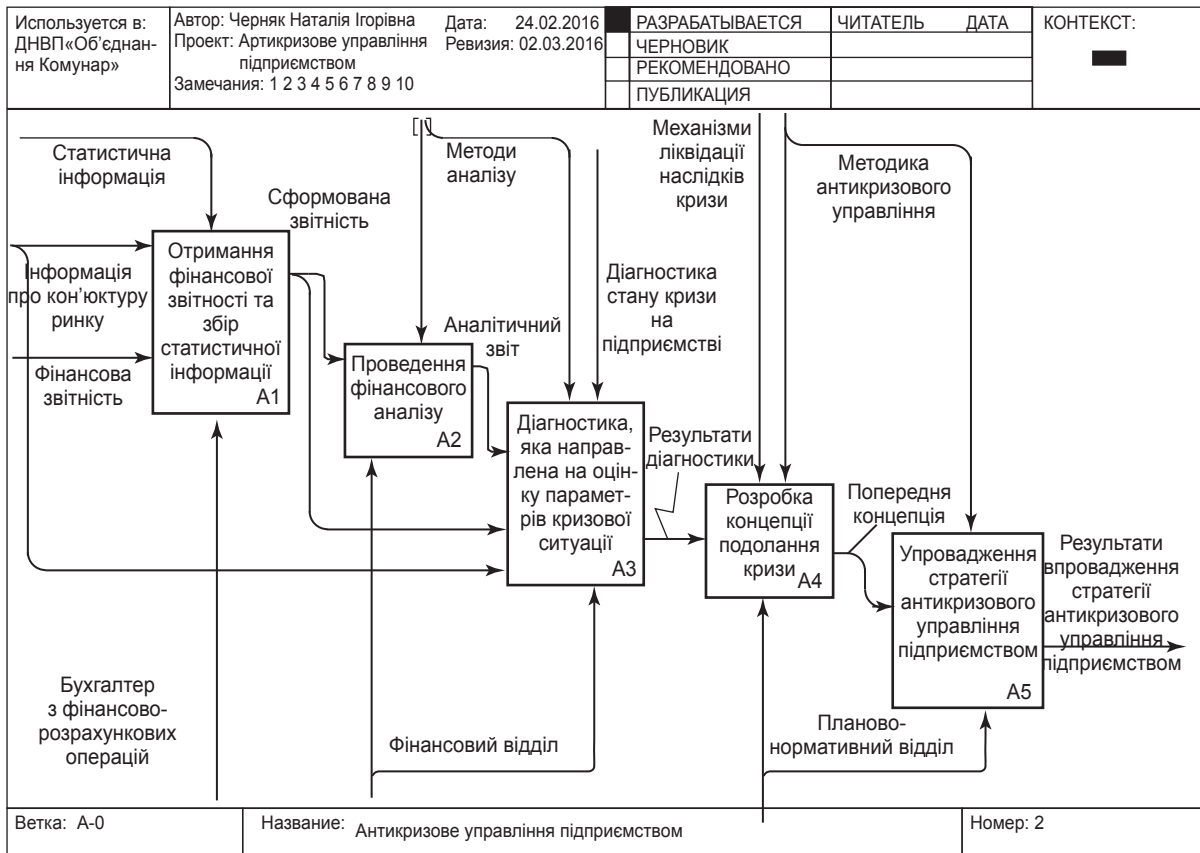 Используется в:
ДНВП«Об’єднан-
ня Комунар»
Автор: Черняк Наталія Ігорівна
Проект: Артикризове управління
підприємством
Замечания: 1 2 3 4 5 6 7 8 9 10
Дата: 24.02.2016
Ревизия: 02.03.2016
РАЗРАБАТЫВАЕТСЯ
ЧЕРНОВИК
РЕКОМЕНДОВАНО
ПУБЛИКАЦИЯ
ЧИТАТЕЛЬ ДАТА
КОНТЕКСТ:
Статистична
інформація
Сформована
звітність
Методи
аналізу
Механізми
ліквідації
наслідків
кризи
Методика
антикризового
управління
Інформація
про кон’юктуру
ринку
Фінансова
звітність
Отримання
фінансової
звітності та
збір
статистичної
інформації
A1
Аналітичний
звіт
Діагностика
стану кризи
на
підприємстві
Проведення
фінансового
аналізу
A2
Діагностика,
яка направ-
лена на оцін-
ку парамет-
рів кризової
ситуації
A3
Результати
діагностики
Розробка
концепції
подолання
кризи
A4
Попередня
концепція
Упровадження
стратегії
антикризового
управління
підприємством
A5
Результати
впровадження
стратегії
антикризового
управління
підприємством
Бухгалтер
з фінансово-
розрахункових
операцій
Фінансовий відділ
Планово-
нормативний відділ
Ветка: А-0
Название: Антикризове управління підприємством
Номер: 2